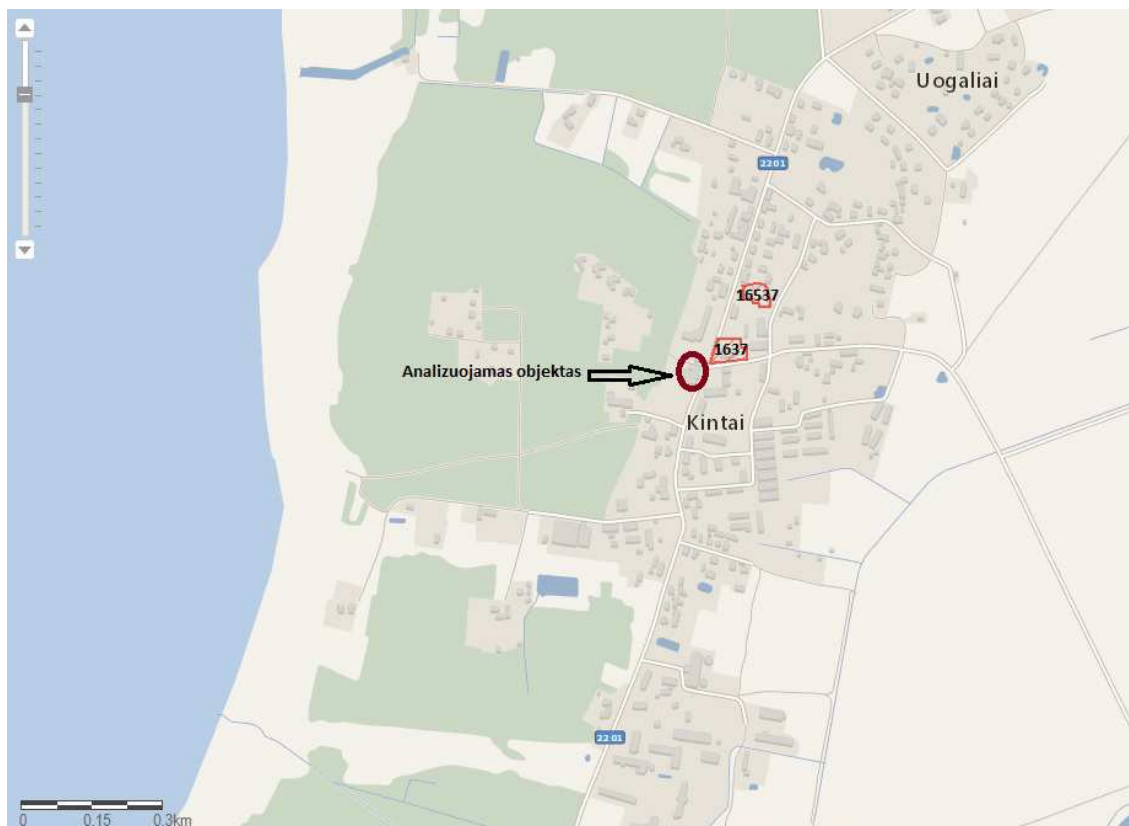 Uogaliai
2201
16537
1637
Analizuojamas objektas
Kintai
2201
0 0.15 0.3km